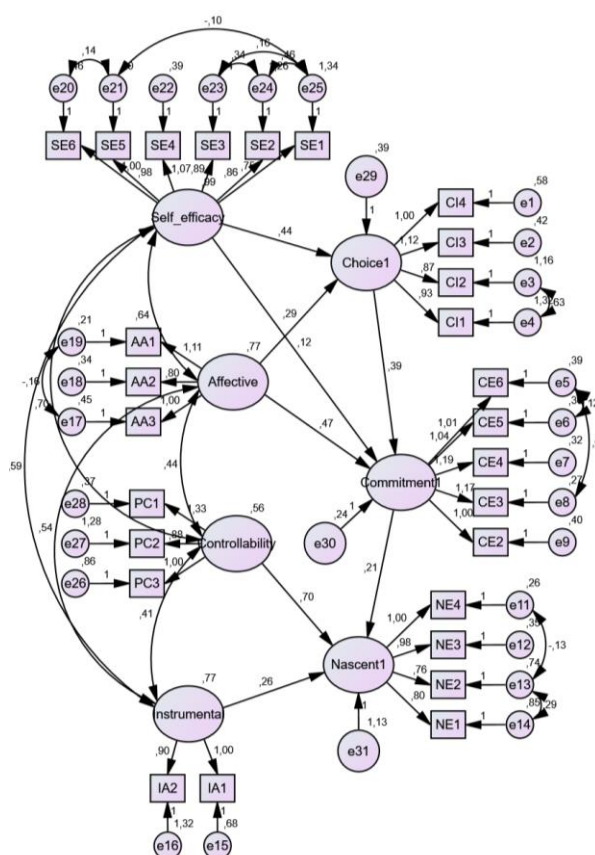 -,10
,14
,16
,39
,34
,46
1,34
e20
e21
e22
e23
e24
e25
1
1
1
1
1
1
SE6
SE5
SE4
SE3
SE2
SE1
1,00
,98
1,07
,89
,86
,99
Self_efficacy
,39
e29
1
,44
Choice1
1,00
1,12
,87
,93
CI4
CI3
CI2
CI1
1
1
1
1
e1
e2
e3
e4
,58
,42
1,16
,63
,64
,29
,12
,77
,39
,21
e19
1
AA1
1,11
,34
e18
1
AA2
,80
,45
e17
1
AA3
1,00
Affective
-,16
,70
,47
,44
,59
,54
CE6
CE5
CE4
CE3
CE2
1
1
1
1
1
e5
e6
e7
e8
e9
,39
,32
,27
,40
1,01
1,04
1,19
1,17
1,00
Commitment1
,24
1
e30
,37
e28
1
PC1
1,33
1,28
e27
1
PC2
,88
,86
e26
1
PC3
1,00
,56
Controllability
,41
,21
,70
NE4
NE3
NE2
NE1
1
1
1
1
e11
e12
e13
e14
,26
,35
,74
,85
-,13
,29
1,00
,98
,76
,80
Nascent1
,77
,26
nstrumenta
1
1,13
e31
,90
1,00
IA2
IA1
1
1
1,32
,68
e16
e15